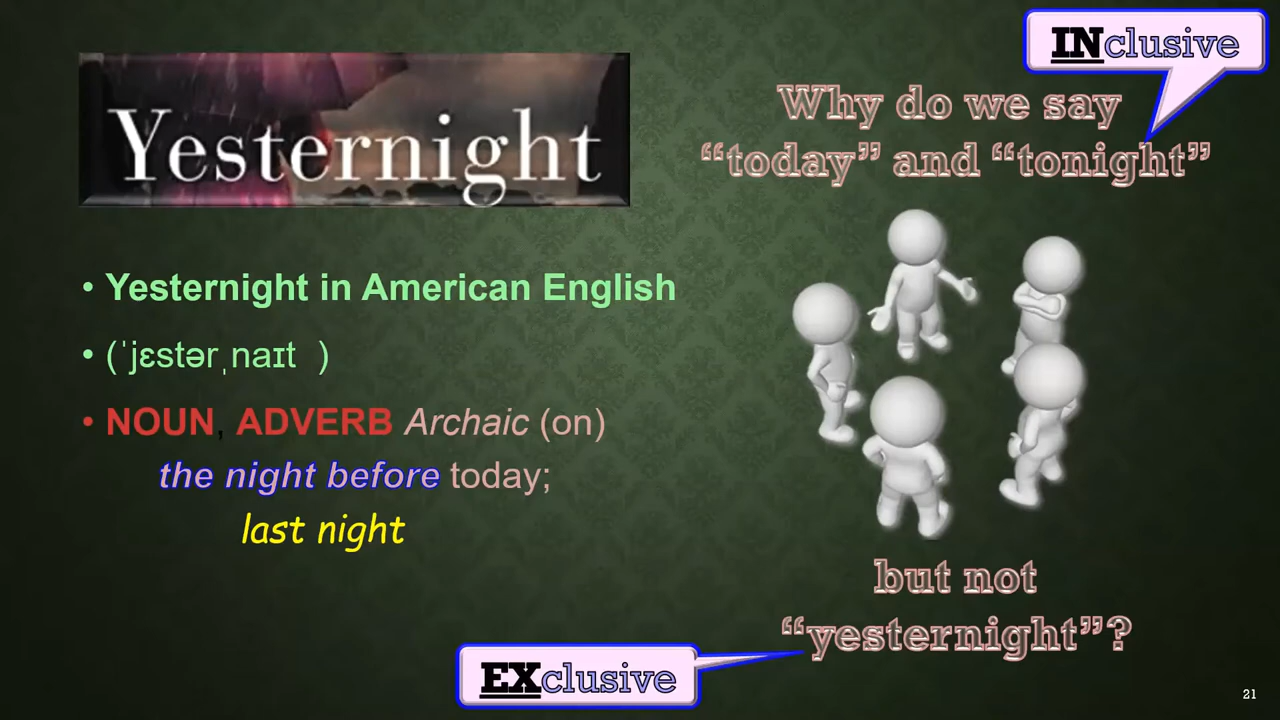 Yesternight
• Yesternight in American English
• (ˈjɛstərˌnaɪt  )
• NOUN, ADVERB Archaic (on)
the night before today;
last night
INclusive
Why do we say
“today” and “tonight”
but not
“yesternight”?
EXclusive
21